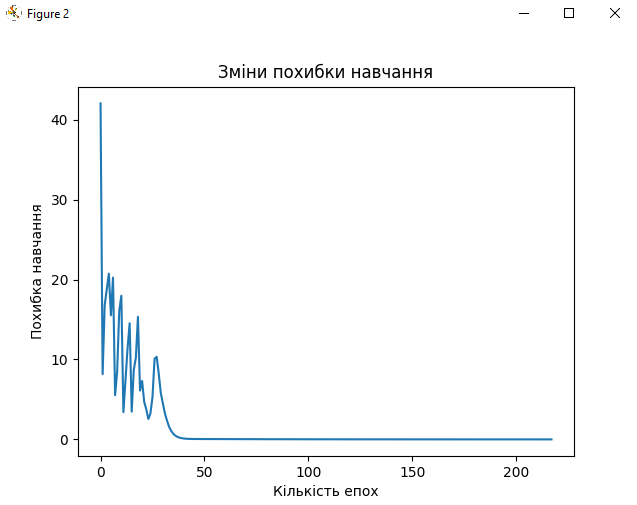 Figure 2
Зміни похибки навчання
Похибка навчання
40
30
20
10
0
0
50
100
150
200
Кількість епох